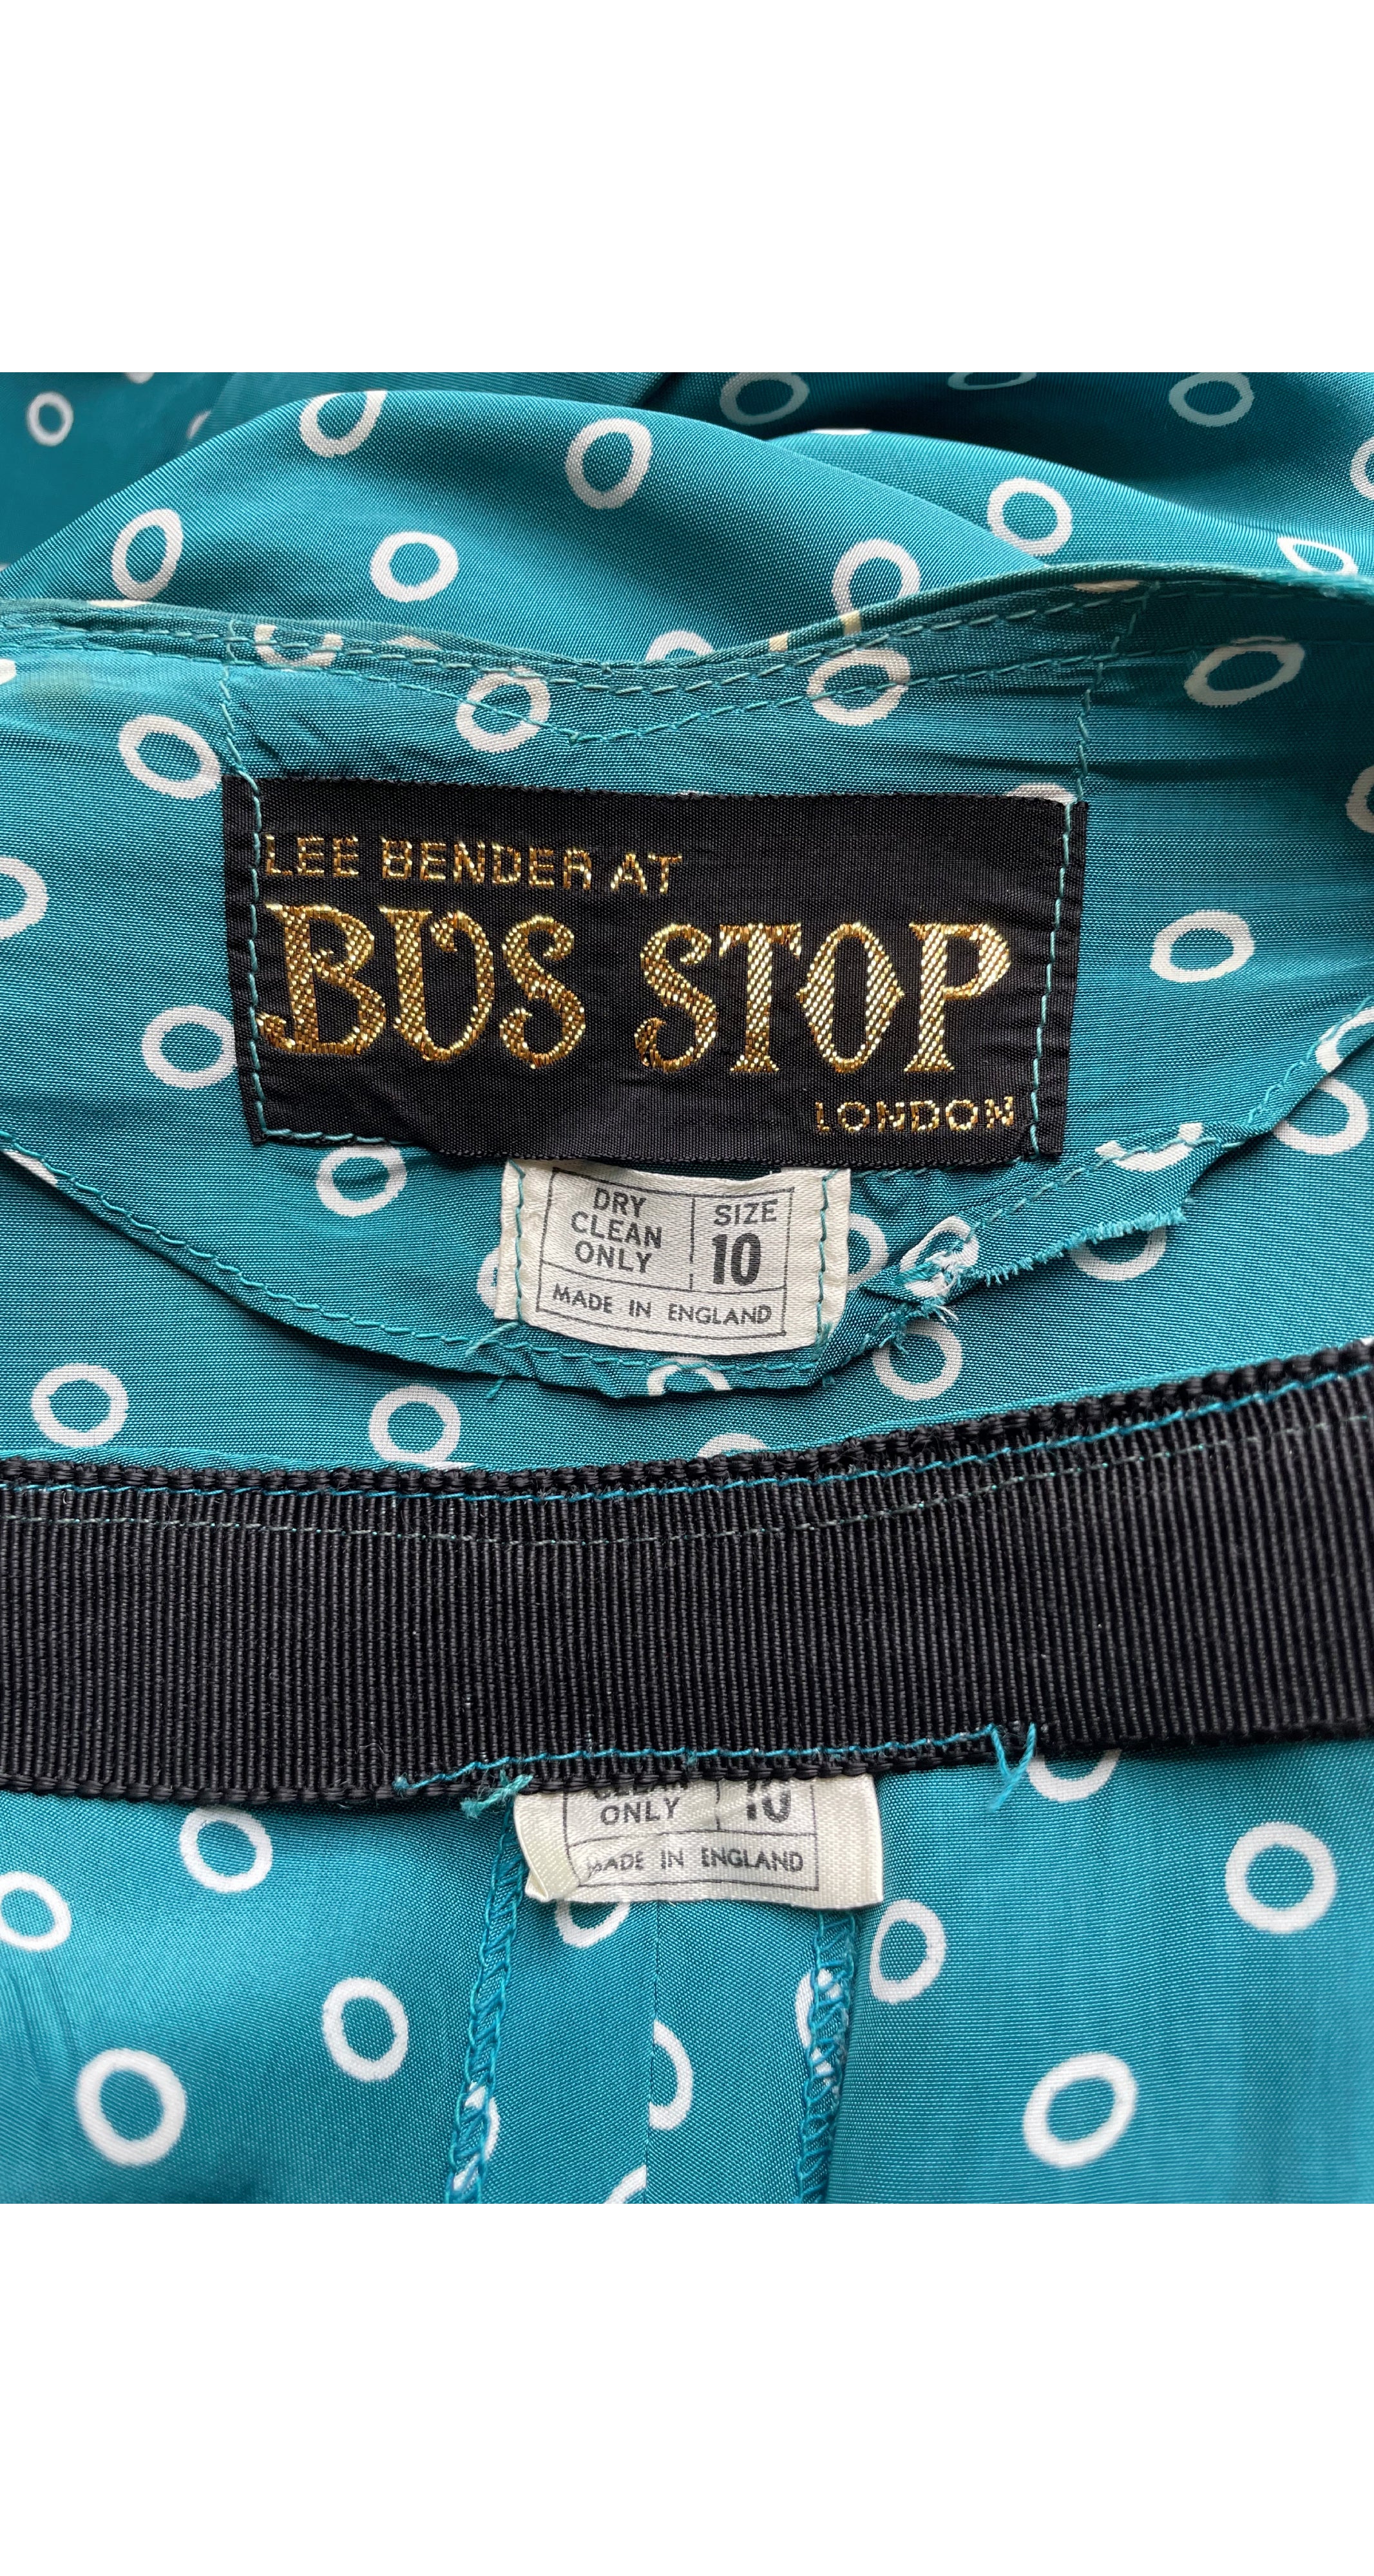 LEE BENDER AT
BUS STOP
LONDON
DRY
CLEAN
ONLY
SIZE
10
MADE IN ENGLAND
CLEAN
ONLY
10
MADE IN ENGLAND